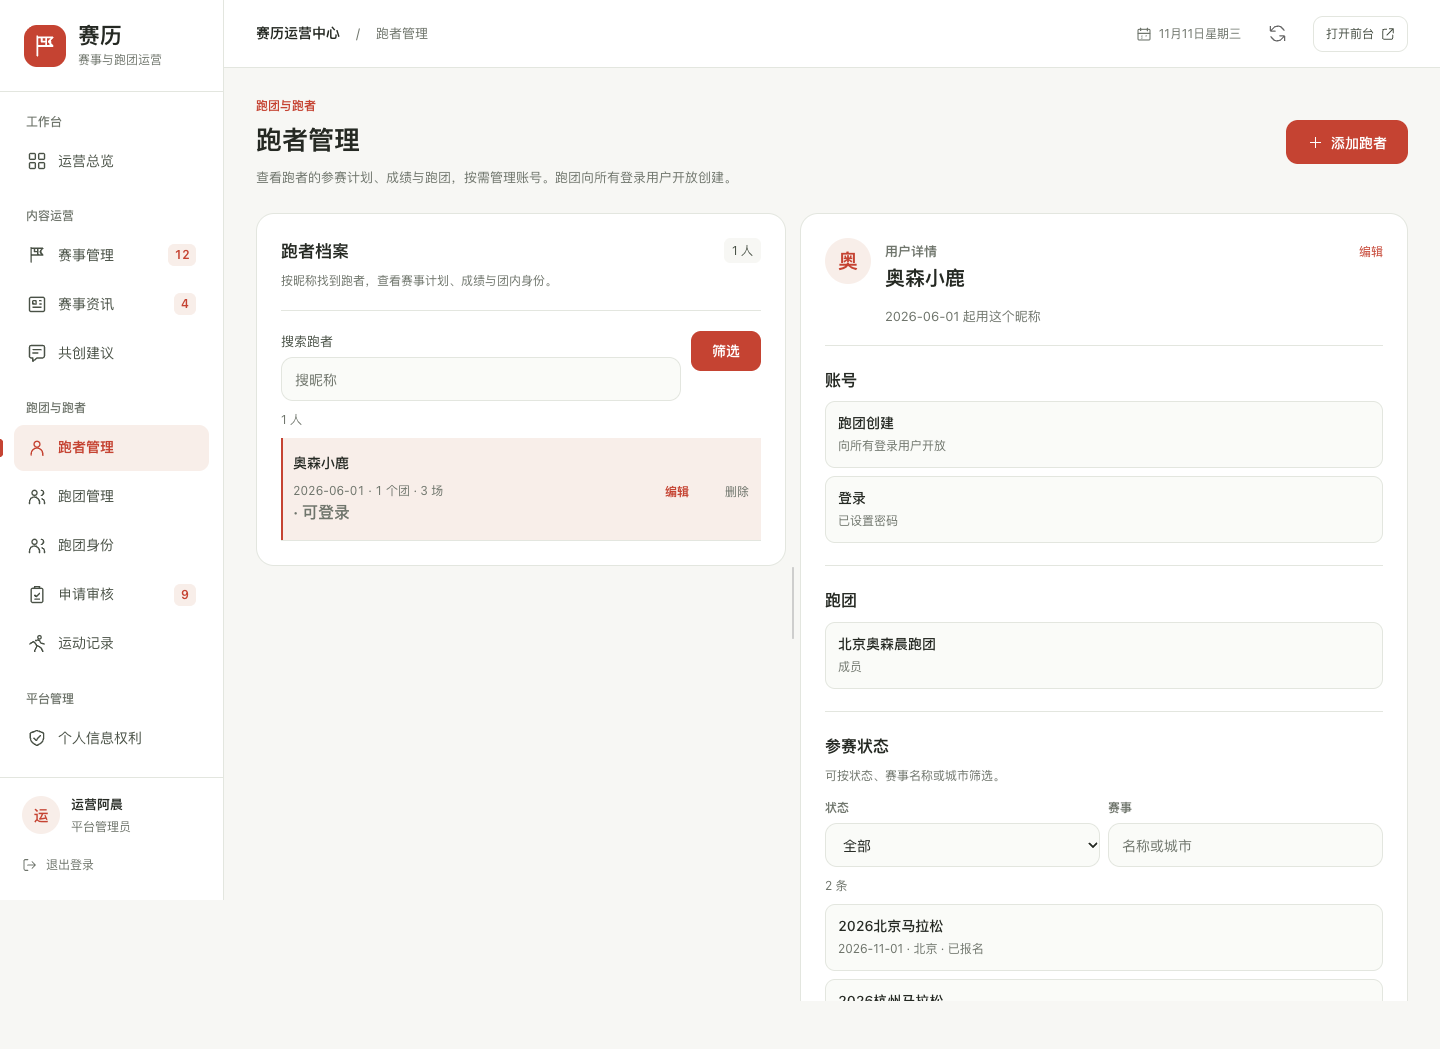 赛历
赛事与跑团运营
工作台
运营总览
内容运营
赛事管理 12
赛事资讯 4
共创建议
跑团与跑者
跑者管理
跑团管理
跑团身份
申请审核 9
运动记录
平台管理
个人信息权利
运 运营阿晨
平台管理员
退出登录
赛历运营中心 / 跑者管理
11月11日星期三
打开前台
跑团与跑者
跑者管理
查看跑者的参赛计划、成绩与跑团，按需管理账号。跑团向所有登录用户开放创建。
添加跑者
跑者档案
1 人
按昵称找到跑者，查看赛事计划、成绩与团内身份。
搜索跑者
搜昵称
筛选
1 人
奥森小鹿
2026-06-01 · 1 个团 · 3 场
· 可登录
编辑 删除
奥 用户详情
奥森小鹿
编辑
2026-06-01 起用这个昵称
账号
跑团创建
向所有登录用户开放
登录
已设置密码
跑团
北京奥森晨跑团
成员
参赛状态
可按状态、赛事名称或城市筛选。
状态 赛事
全部 名称或城市
2 条
2026北京马拉松
2026-11-01 · 北京 · 已报名
2026杭州马拉松